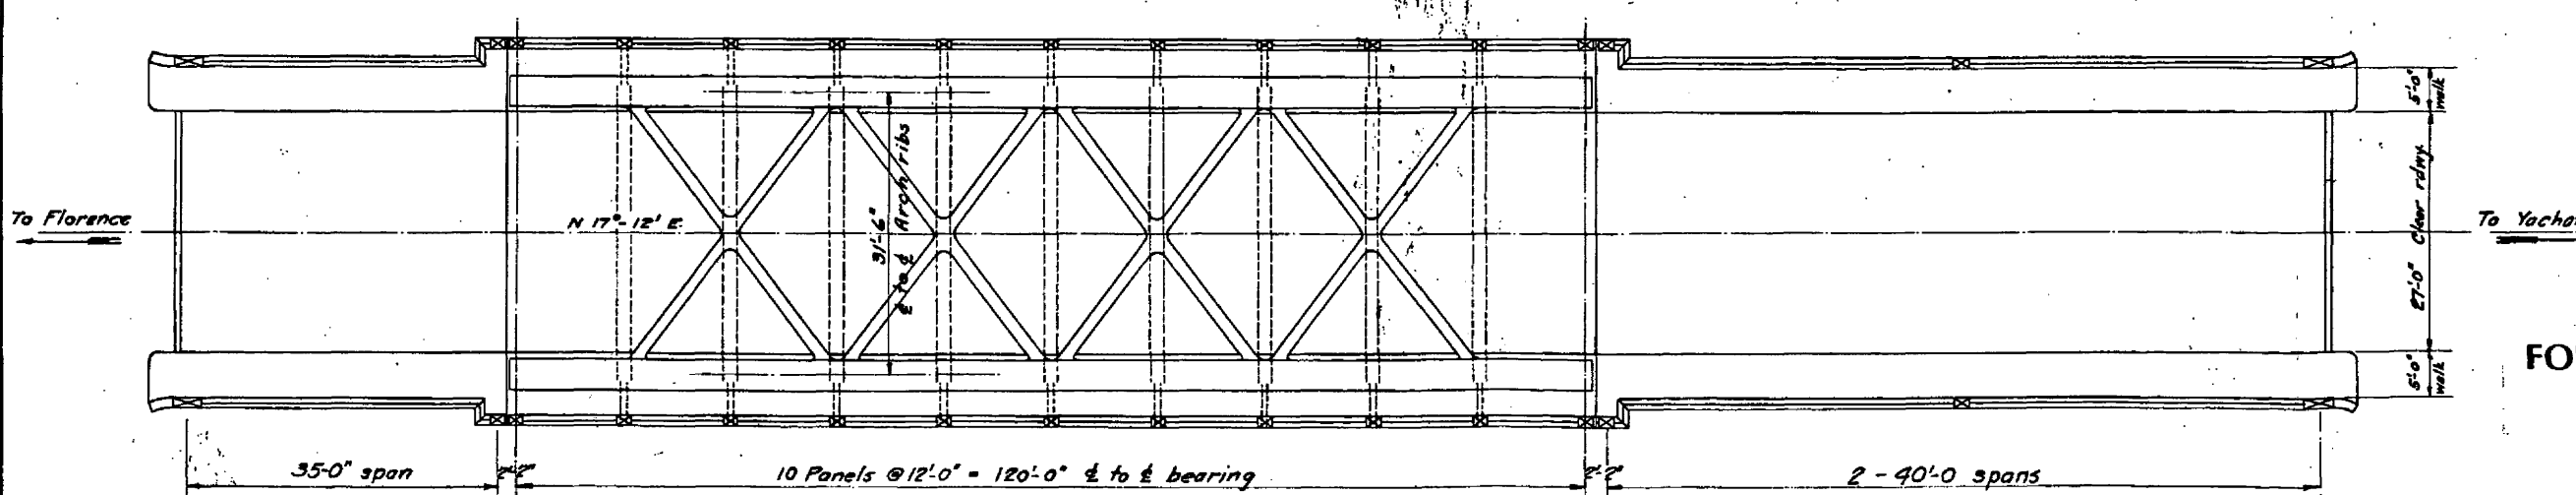 To Florence
N 17°-12' E.
31'-6"
℄ to ℄ Arch ribs
5'-0"
walk
27'-0" Clear rdwy.
5'-0"
walk
To Yacha
FO
35-0" span
2'-2"
10 Panels @ 12'-0" = 120'-0" ℄ to ℄ bearing
2'-2"
2 - 40'-0 spans